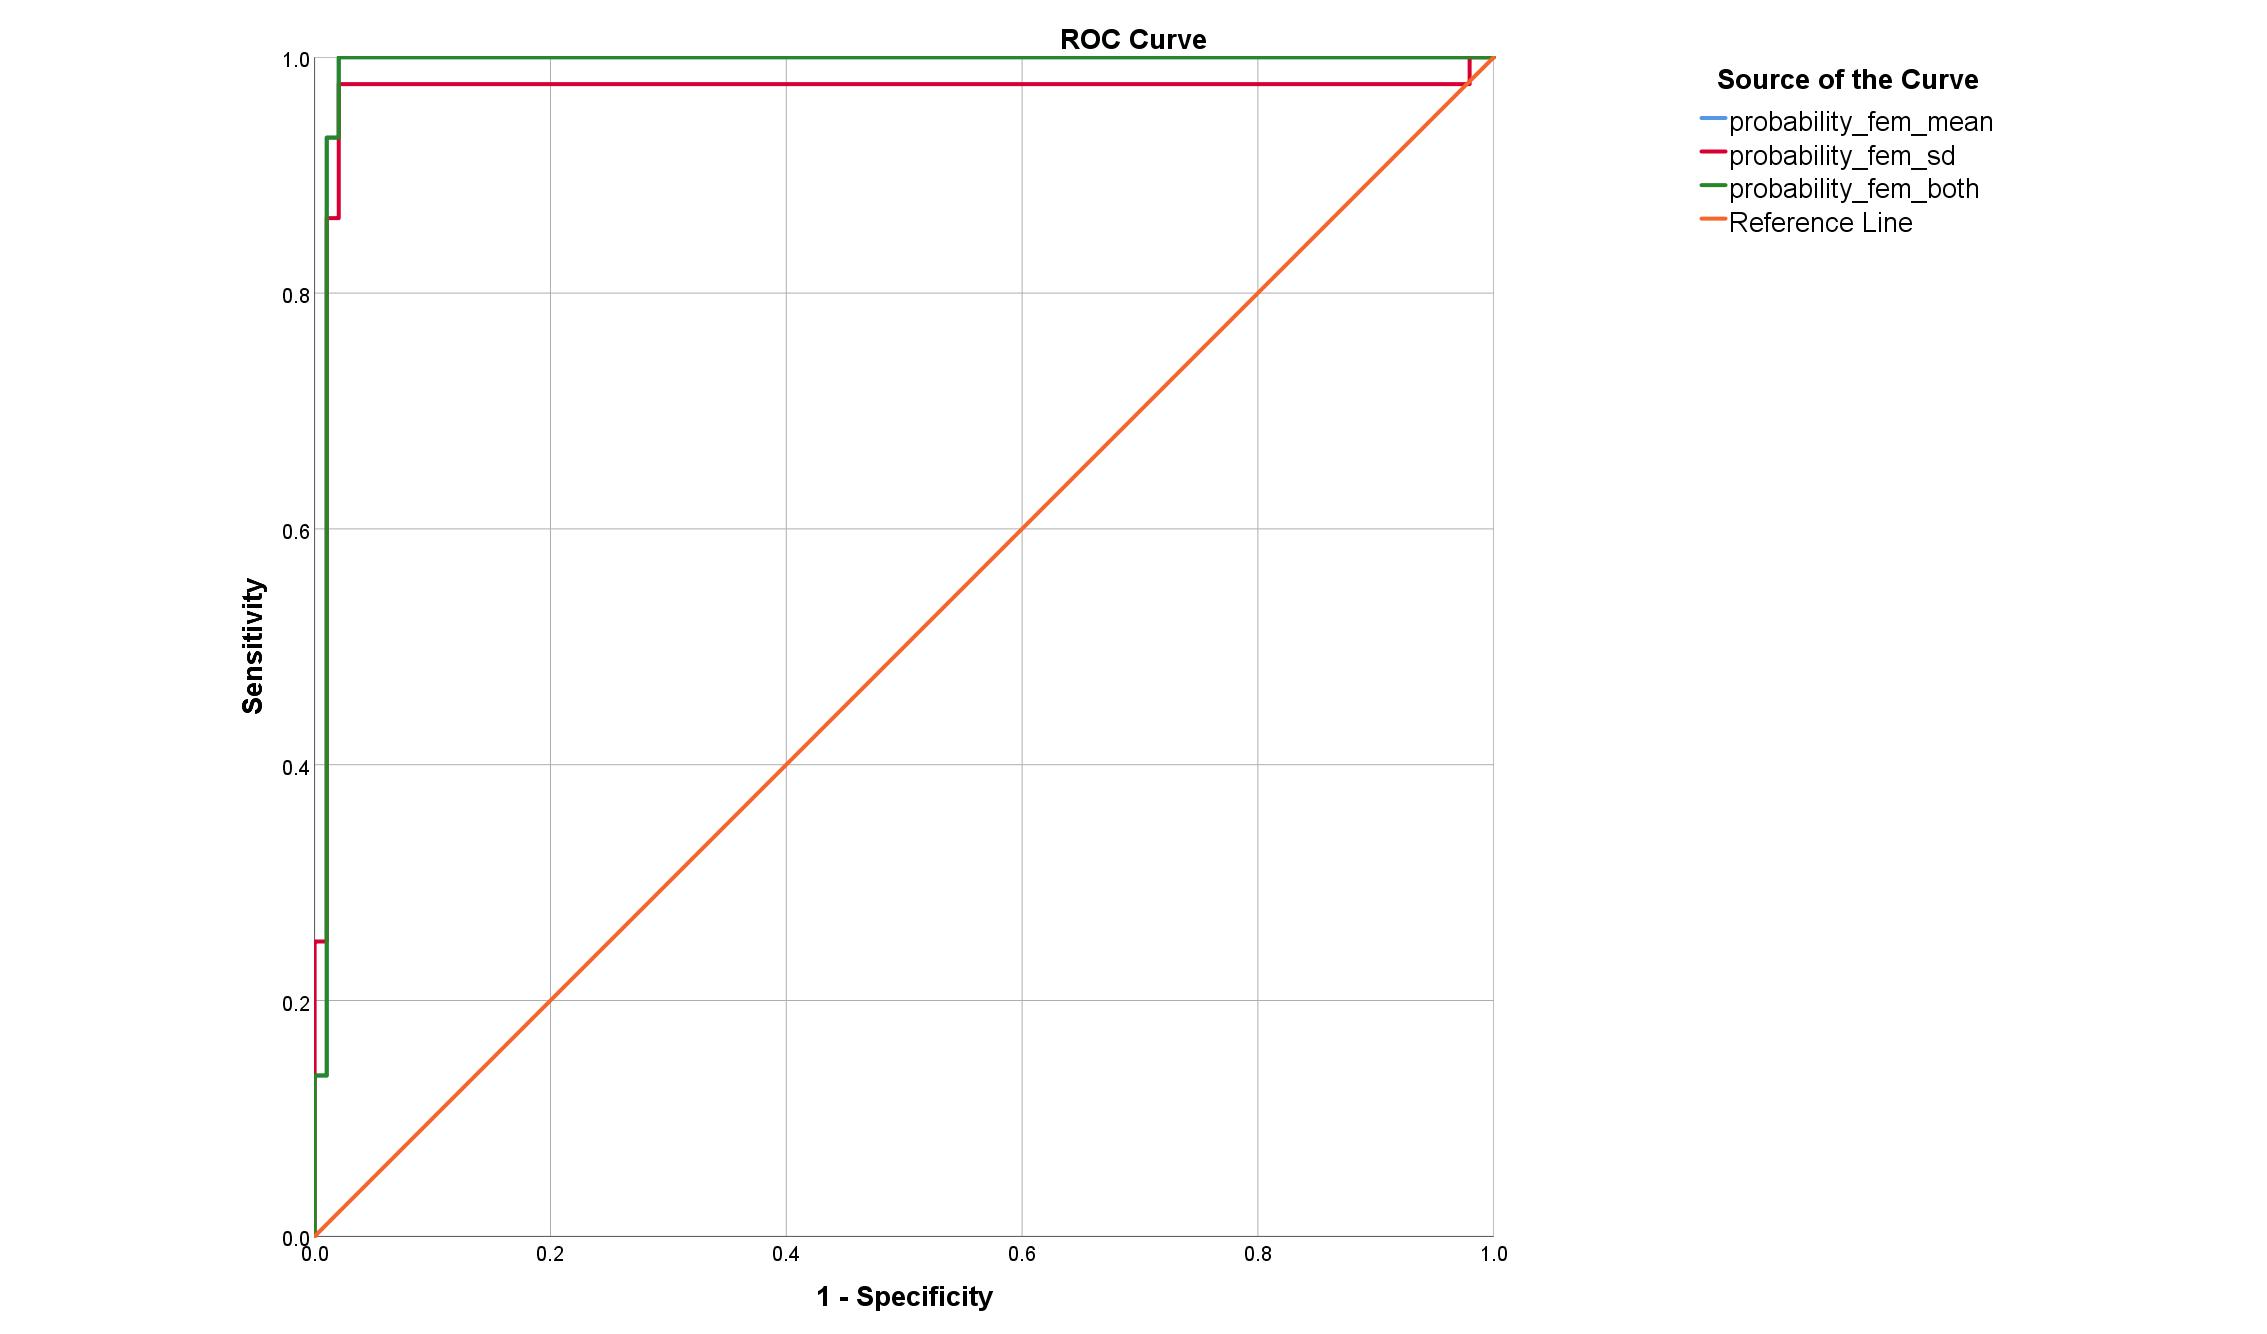 ROC Curve
1.0
0.8
0.6
0.4
0.2
0.0
0.0 0.2 0.4 0.6 0.8 1.0
Sensitivity
1 - Specificity
Source of the Curve
probability_fem_mean
probability_fem_sd
probability_fem_both
Reference Line